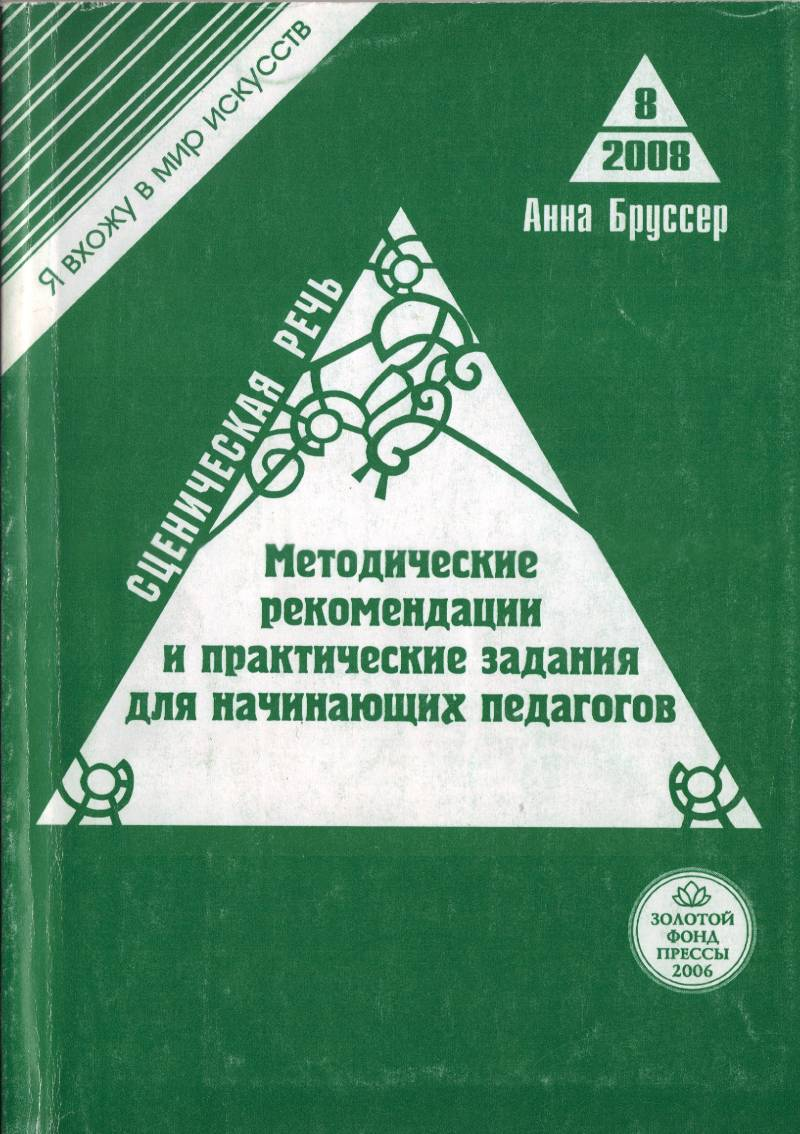 Я вхожу в мир искусств
8
2008
Анна Бруссер
СЦЕНИЧЕСКАЯ РЕЧЬ
Методические
рекомендации
и практические задания
для начинающих педагогов
ЗОЛОТОЙ
ФОНД
ПРЕССЫ
2006